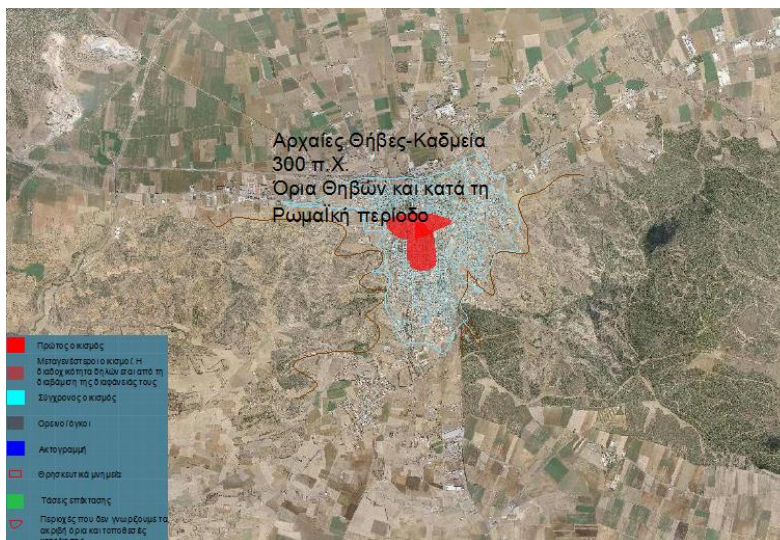 Αρχαίες Θήβες-Καδμεία
300 π.Χ.
Όρια Θηβών και κατά τη
Ρωμαϊκή περίοδο
Πρώτος οικισμός
Μεταγενέστεροι οικισμοί. Η
διαδοχικότητα δηλώνεται από τη
διαβάθμιση της διαφάνειας τους
Σύγχρονος οικισμός
Ορεινοί όγκοι
Ακτογραμμή
Θρησκευτικά μνημεία
Τάσεις επέκτασης
Περιοχές που δεν γνωρίζουμε τα
ακριβή όρια και τοποθεσίες